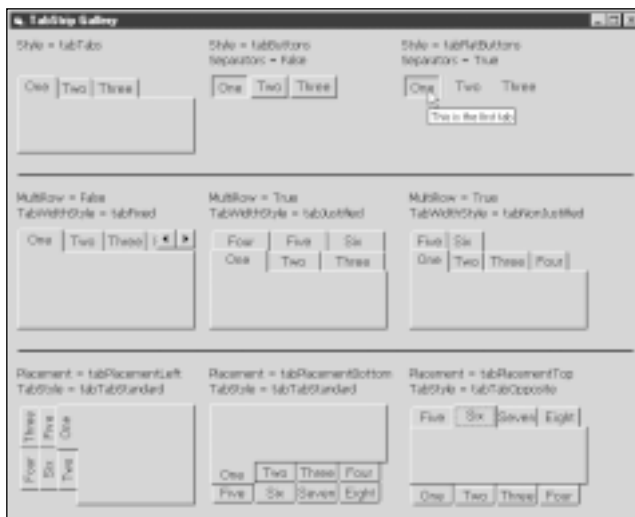 TabStrip Gallery
Style = tabTabs
Style = tabButtons
Separators = False
Style = tabFlatButtons
Separators = True
One Two Three
One Two Three
One Two Three
This is the first tab
MultiRow = False
TabWidthStyle = tabFixed
MultiRow = True
TabWidthStyle = tabJustified
MultiRow = True
TabWidthStyle = tabNonJustified
One Two Three
Four Five Six
One Two Three
Five Six
One Two Three Four
Placement = tabPlacementLeft
TabStyle = tabTabStandard
Placement = tabPlacementBottom
TabStyle = tabTabStandard
Placement = tabPlacementTop
TabStyle = tabTabOpposite
Three Five One
Four Six Two
One Two Three Four
Five Six Seven Eight
Five Six Seven Eight
One Two Three Four